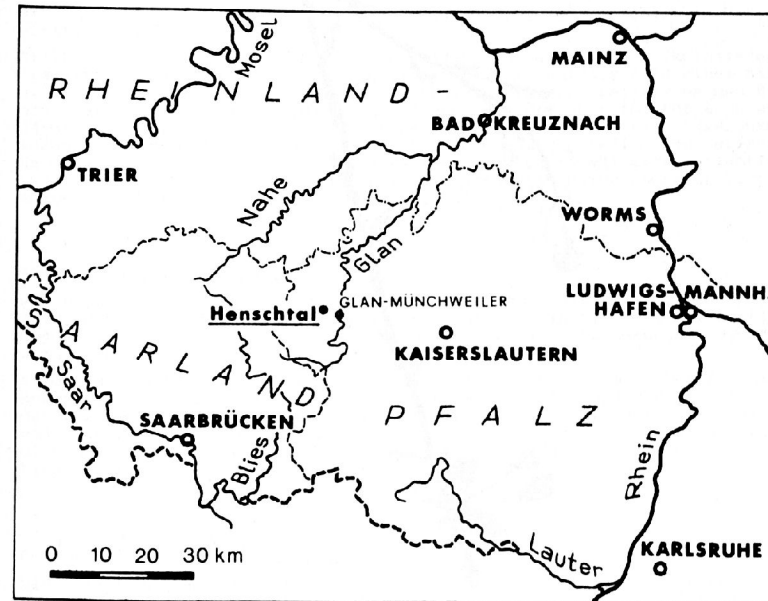 MAINZ
Mosel
RHEINLAND-
BAD KREUZNACH
TRIER
Nahe
WORMS
Glan
LUDWIGS-
HAFEN
MANNH.
Henschtal
GLAN-MÜNCHWEILER
KAISERSLAUTERN
SAARLAND
Saar
PFALZ
SAARBRÜCKEN
Blies
Rhein
Lauter
KARLSRUHE
0 10 20 30 km